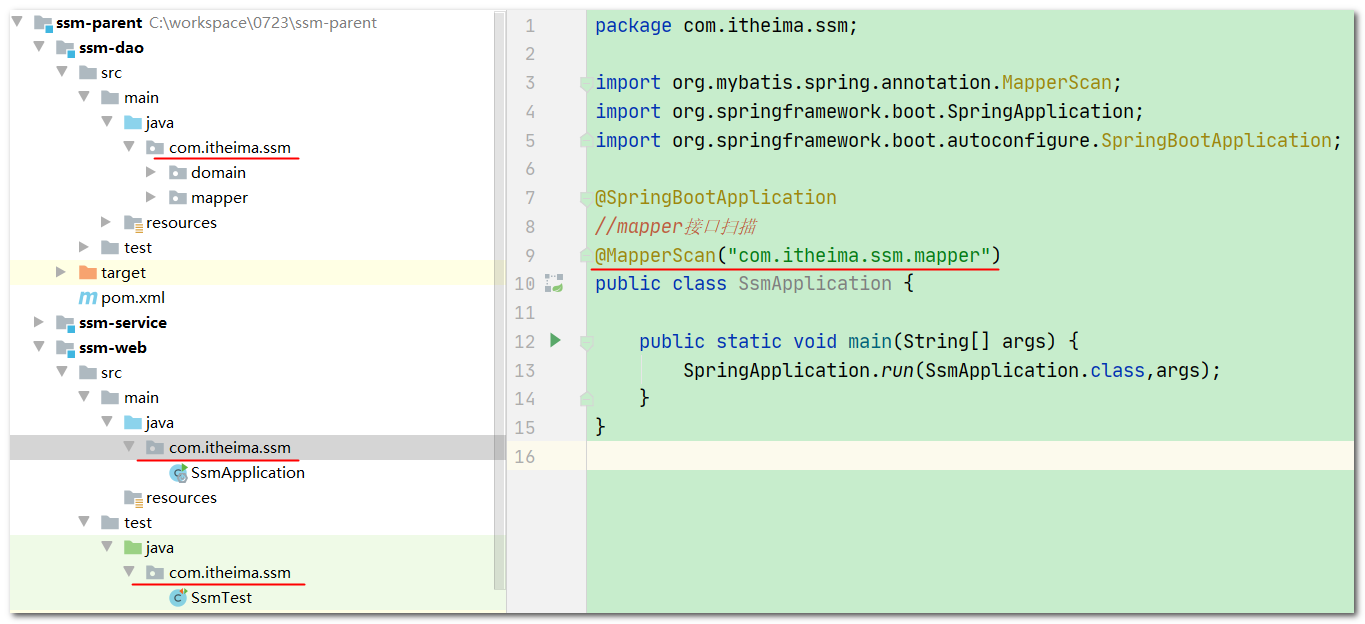 ssm-parent C:\workspace\0723\ssm-parent
ssm-dao
src
main
java
com.itheima.ssm
domain
mapper
resources
test
target
pom.xml
ssm-service
ssm-web
src
main
java
com.itheima.ssm
SsmApplication
resources
test
java
com.itheima.ssm
SsmTest
1 package com.itheima.ssm;
2
3 import org.mybatis.spring.annotation.MapperScan;
4 import org.springframework.boot.SpringApplication;
5 import org.springframework.boot.autoconfigure.SpringBootApplication;
6
7 @SpringBootApplication
8 //mapper接口扫描
9 @MapperScan("com.itheima.ssm.mapper")
10 public class SsmApplication {
11
12 public static void main(String[] args) {
13 SpringApplication.run(SsmApplication.class,args);
14 }
15 }
16